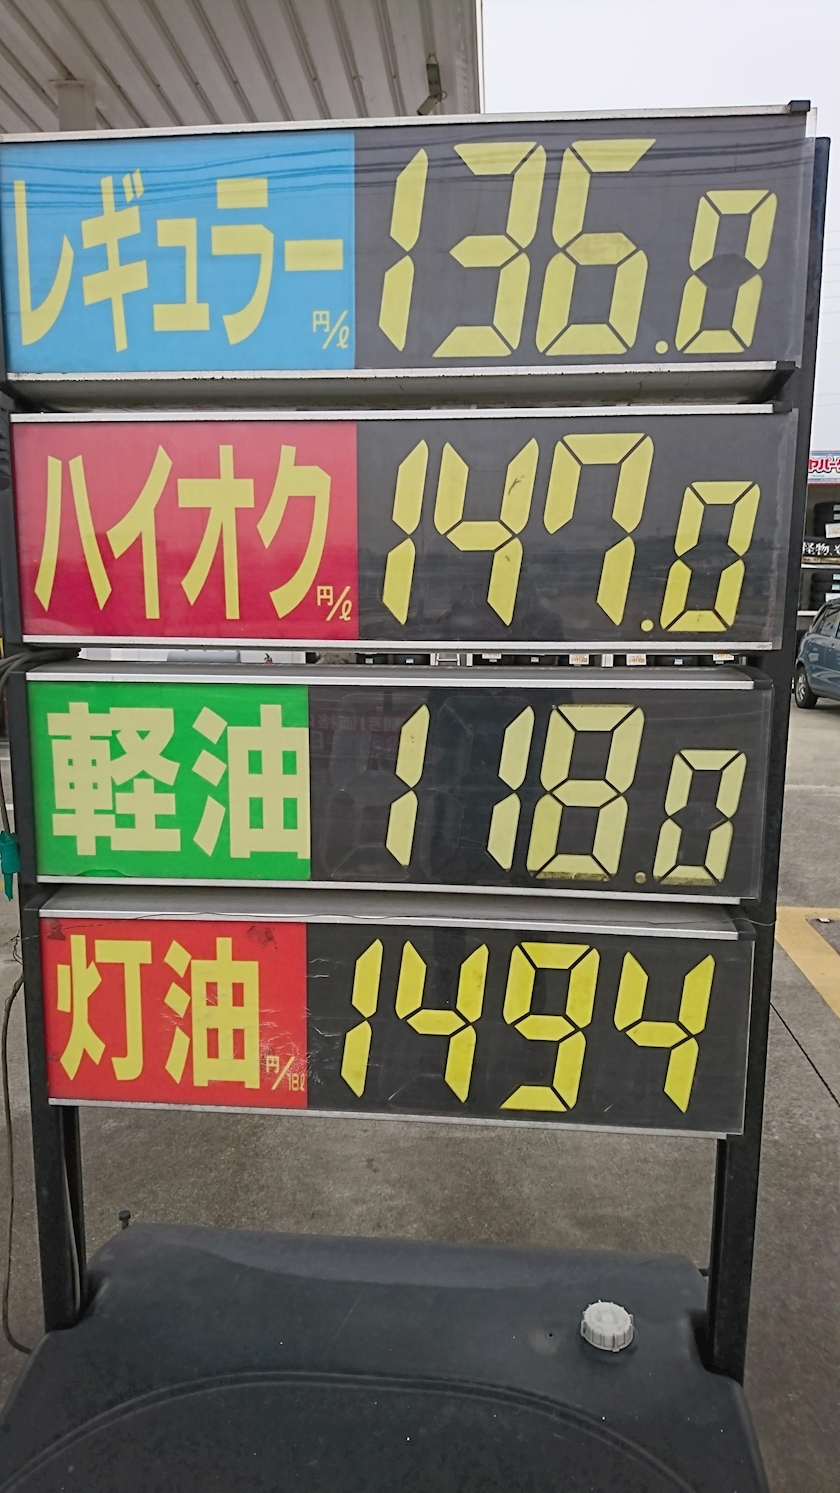 レギュラー 円/ℓ 136.0
ハイオク 円/ℓ 147.0
軽油 118.0
灯油 円/18ℓ 1494